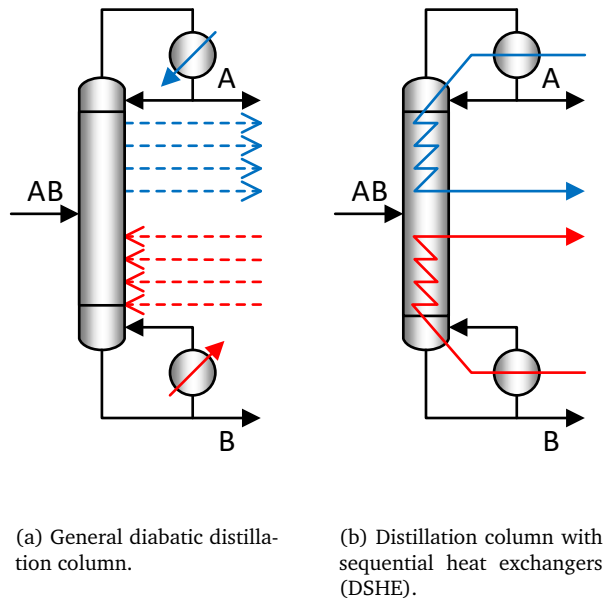 A
AB
B
(a) General diabatic distilla-
tion column.
A
AB
B
(b) Distillation column with
sequential heat exchangers
(DSHE).